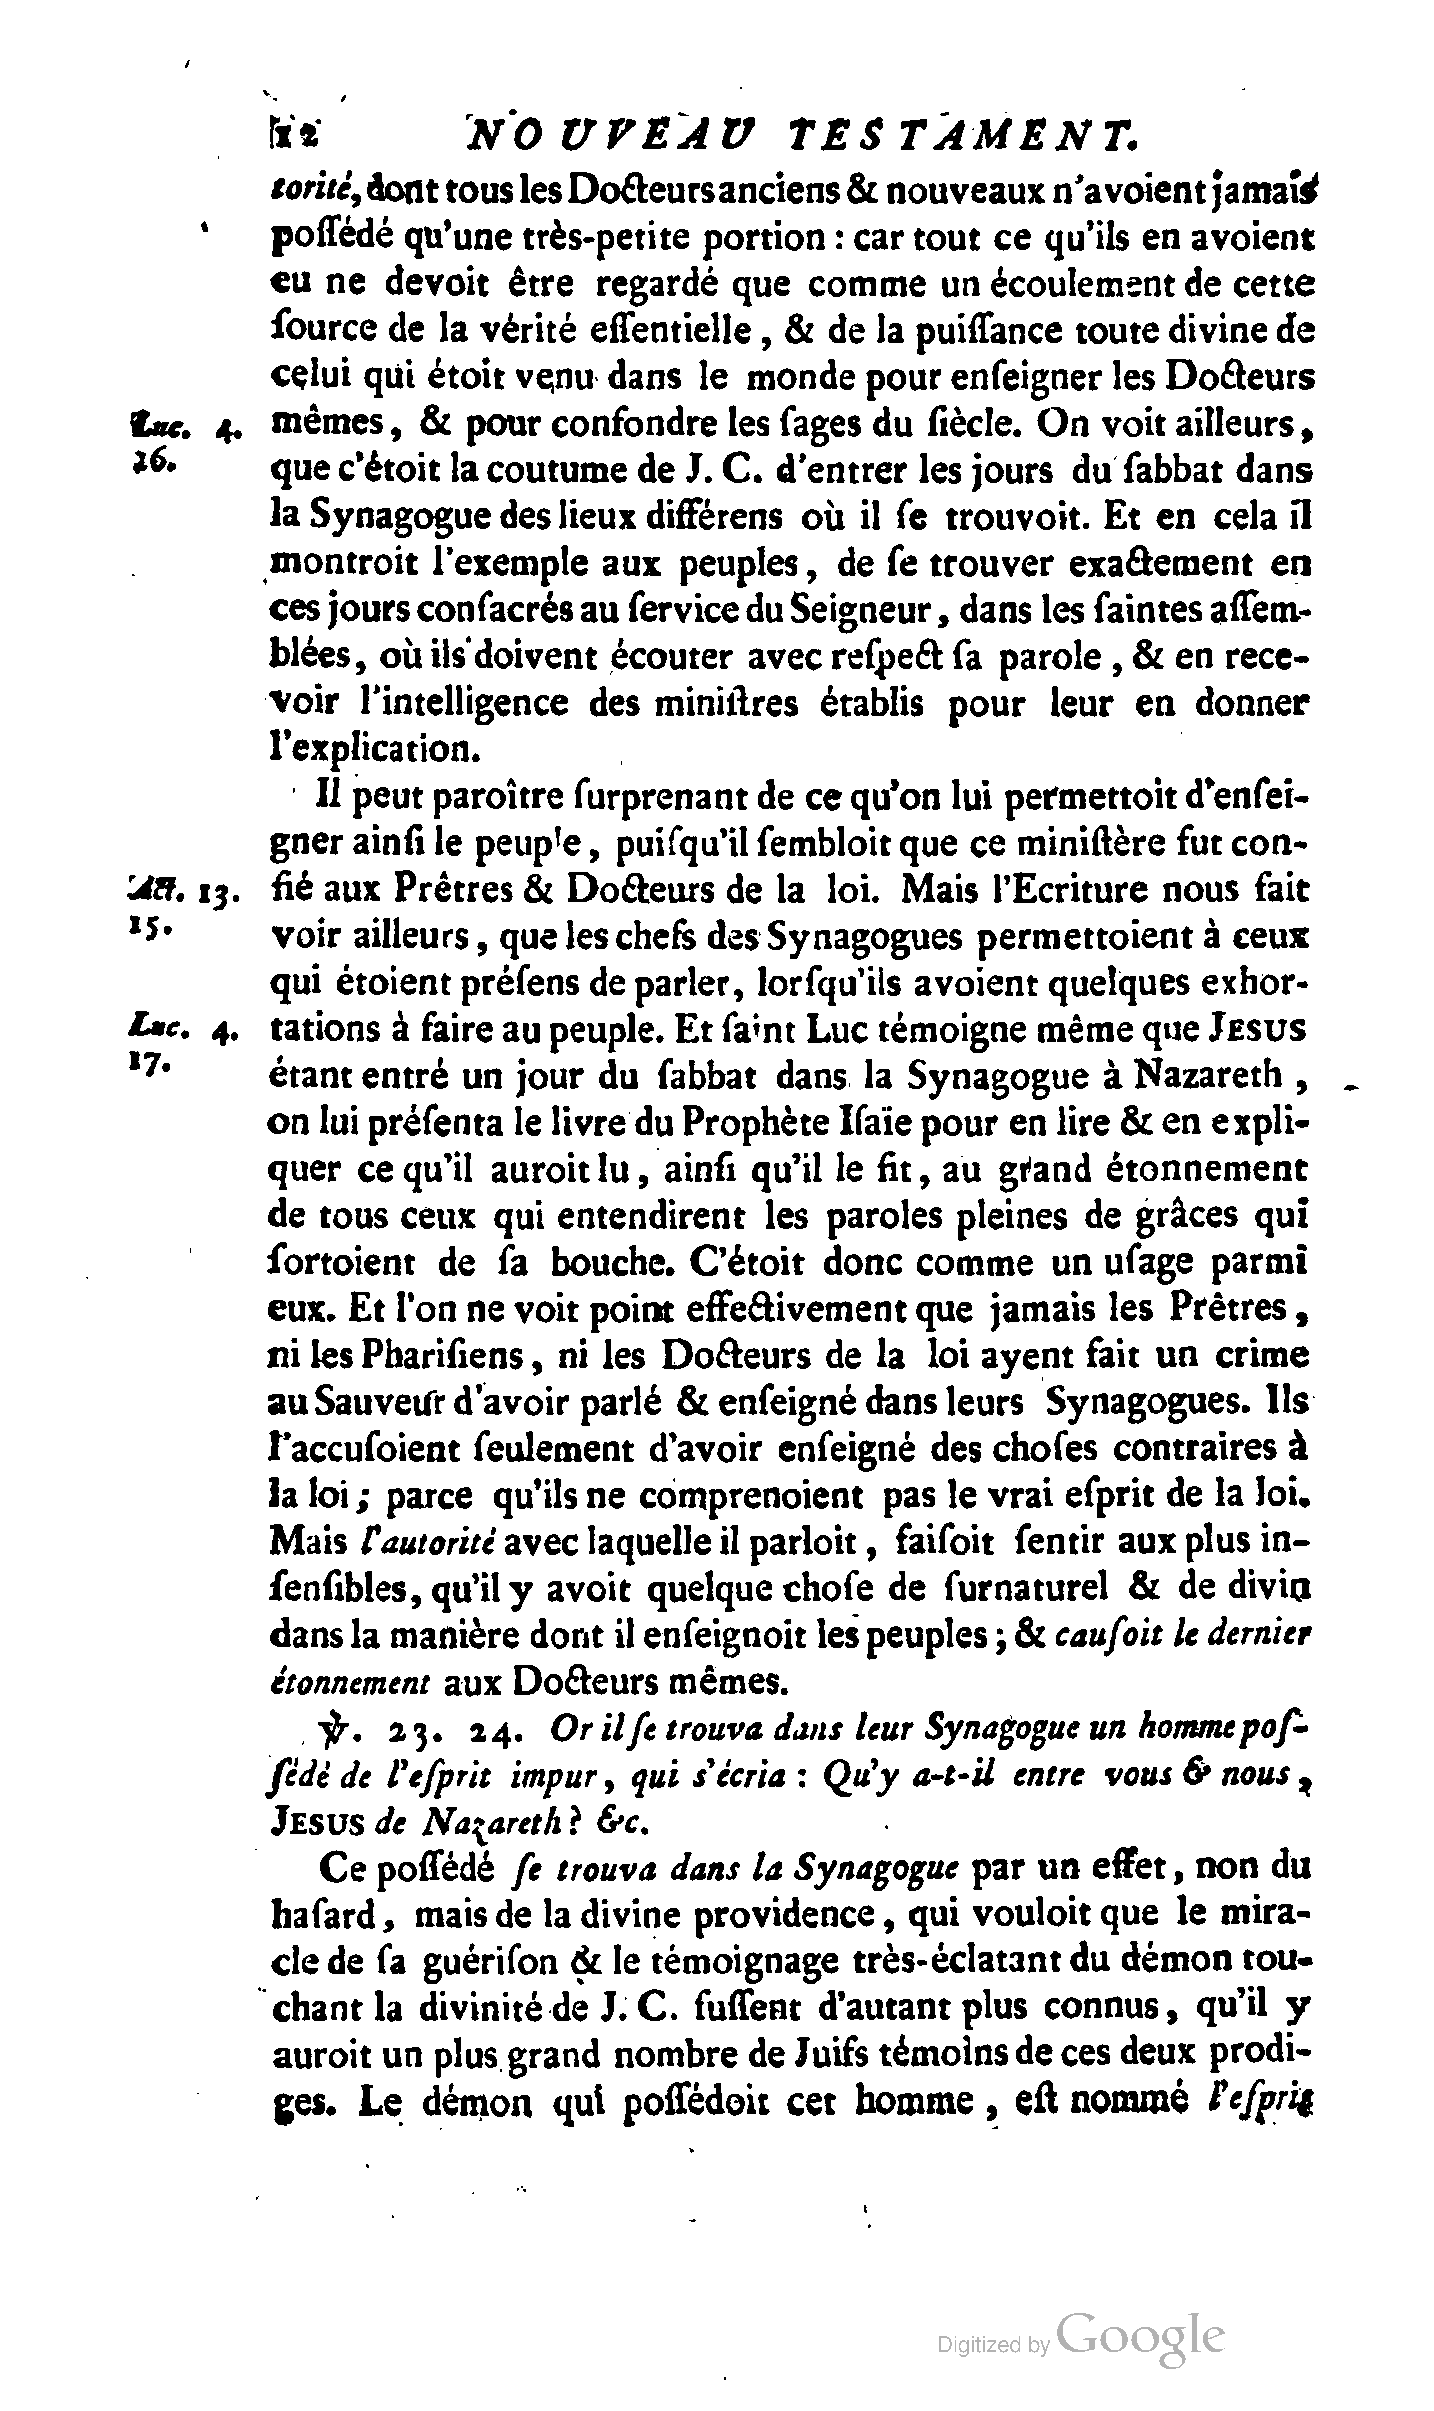 12 NOUVEAU TESTAMENT.
torité, dont tous les Docteurs anciens & nouveaux n'avoient jamais
possédé qu'une très-petite portion : car tout ce qu'ils en avoient
eu ne devoit être regardé que comme un écoulement de cette
ſource de la vérité eſſentielle , & de la puiſſance toute divine de
celui qui étoit venu dans le monde pour enſeigner les Docteurs
Luc. 4. mêmes, & pour confondre les ſages du ſiècle. On voit ailleurs,
16. que c'étoit la coutume de J. C. d'entrer les jours du ſabbat dans
la Synagogue des lieux différens où il ſe trouvoit. Et en cela il
montroit l'exemple aux peuples, de ſe trouver exactement en
ces jours conſacrés au ſervice du Seigneur, dans les ſaintes aſſem-
blées, où ils doivent écouter avec reſpect ſa parole , & en rece-
voir l'intelligence des miniſtres établis pour leur en donner
l'explication.
Il peut paroître ſurprenant de ce qu'on lui permettoit d'enſei-
gner ainſi le peuple, puiſqu'il ſembloit que ce miniſtère fut con-
Act. 13. fié aux Prêtres & Docteurs de la loi. Mais l'Ecriture nous fait
15. voir ailleurs, que les chefs des Synagogues permettoient à ceux
qui étoient préſens de parler, lorſqu'ils avoient quelques exhor-
Luc. 4. tations à faire au peuple. Et ſaint Luc témoigne même que JESUS
17. étant entré un jour du ſabbat dans la Synagogue à Nazareth ,
on lui préſenta le livre du Prophète Iſaïe pour en lire & en expli-
quer ce qu'il auroit lu, ainſi qu'il le fit, au grand étonnement
de tous ceux qui entendirent les paroles pleines de grâces qui
ſortoient de ſa bouche. C'étoit donc comme un uſage parmi
eux. Et l'on ne voit point effectivement que jamais les Prêtres,
ni les Phariſiens, ni les Docteurs de la loi ayent fait un crime
au Sauveur d'avoir parlé & enſeigné dans leurs Synagogues. Ils
l'accuſoient ſeulement d'avoir enſeigné des choſes contraires à
la loi; parce qu'ils ne comprenoient pas le vrai eſprit de la loi.
Mais l'autorité avec laquelle il parloit, faiſoit ſentir aux plus in-
ſenſibles, qu'il y avoit quelque choſe de ſurnaturel & de divin
dans la manière dont il enſeignoit les peuples ; & cauſoit le dernier
étonnement aux Docteurs mêmes.
℣. 23. 24. Or il ſe trouva dans leur Synagogue un homme poſ-
ſédé de l'eſprit impur, qui s'écria : Qu'y a-t-il entre vous & nous,
JESUS de Nazareth? &c.
Ce poſſédé ſe trouva dans la Synagogue par un effet, non du
haſard, mais de la divine providence, qui vouloit que le mira-
cle de ſa guériſon & le témoignage très-éclatant du démon tou-
chant la divinité de J. C. fuſſent d'autant plus connus, qu'il y
auroit un plus grand nombre de Juifs témoins de ces deux prodi-
ges. Le démon qui poſſédoit cet homme , eſt nommé l'eſprit
Digitized by Google